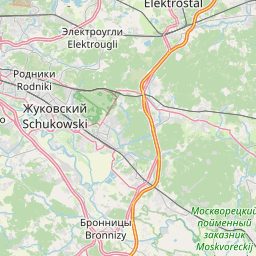 Elektrostal
Электроугли
Elektrougli
Родники
Rodniki
Жуковский
Schukowski
Москворецкий
пойменный
заказник
Moskvoreckij
Бронницы
Bronnizy